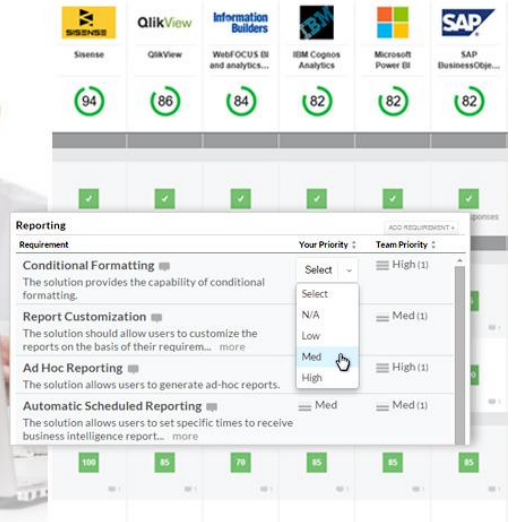 SISENSE QlikView Information Builders IBM SAP
Sisense QlikView WebFOCUS BI and analytics... IBM Cognos Analytics Microsoft Power BI SAP BusinessObje...
94 86 84 82 82 82
Reporting ADD REQUIREMENT +
Requirement Your Priority Team Priority
Conditional Formatting Select High (1)
The solution provides the capability of conditional
formatting.
Select
N/A
Low
Med
High
Report Customization Med (1)
The solution should allow users to customize the
reports on the basis of their requirem... more
Ad Hoc Reporting High (1)
The solution allows users to generate ad-hoc reports.
Automatic Scheduled Reporting Med Med (1)
The solution allows users to set specific times to receive
business intelligence report... more
100 85 70 85 85 85